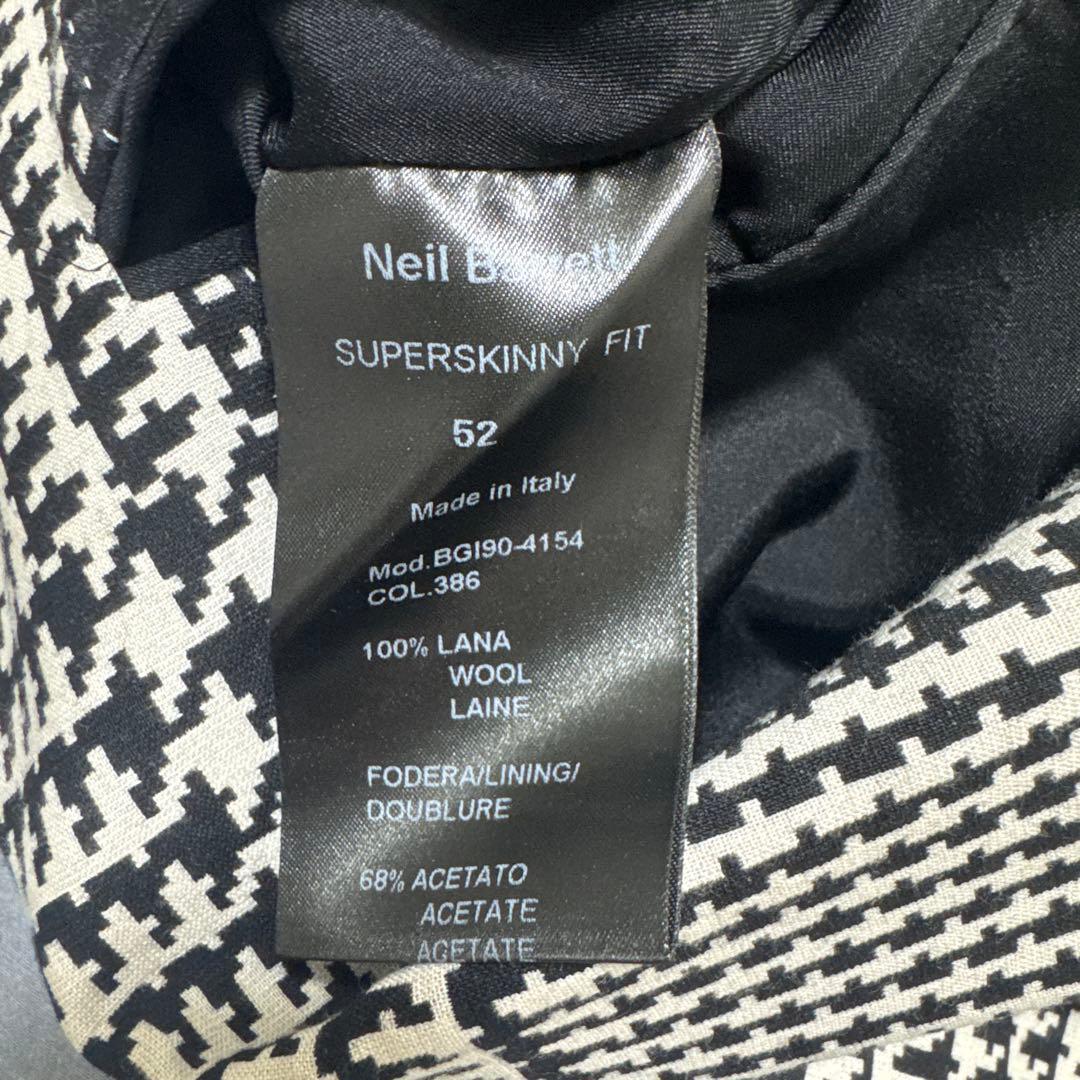 Neil Barrett
SUPERSKINNY FIT
52
Made in Italy
Mod.BGI90-4154
COL.386
100% LANA
WOOL
LAINE
FODERA/LINING/
DOUBLURE
68% ACETATO
ACETATE
ACETATE